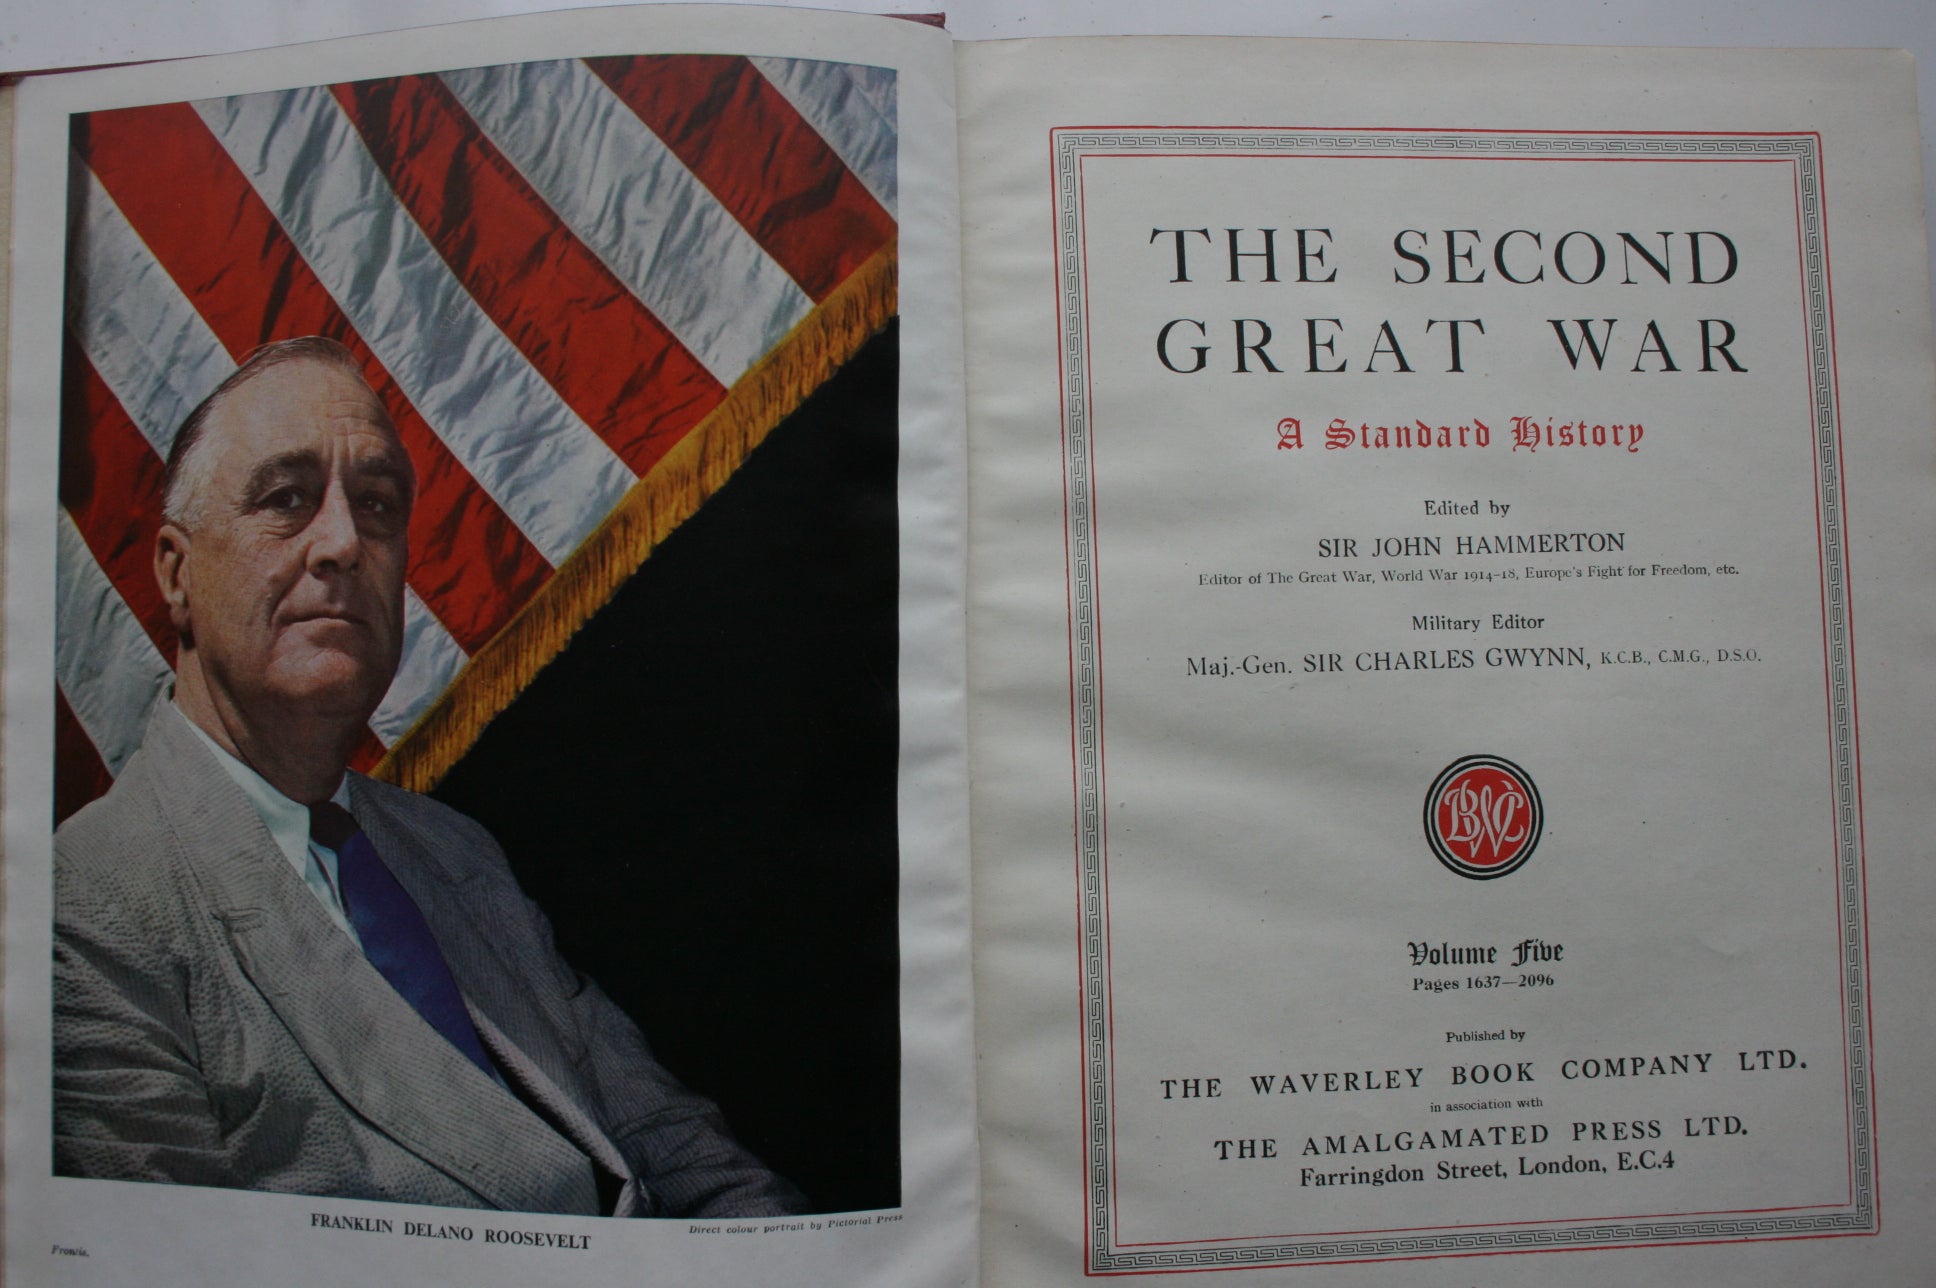 FRANKLIN DELANO ROOSEVELT
Direct colour portrait by Pictorial Press
Frontis.
THE SECOND
GREAT WAR
A Standard History
Edited by
SIR JOHN HAMMERTON
Editor of The Great War, World War 1914–18, Europe's Fight for Freedom, etc.
Military Editor
Maj.-Gen. SIR CHARLES GWYNN, K.C.B., C.M.G., D.S.O.
WBC
Volume Five
Pages 1637—2096
Published by
THE WAVERLEY BOOK COMPANY LTD.
in association with
THE AMALGAMATED PRESS LTD.
Farringdon Street, London, E.C.4